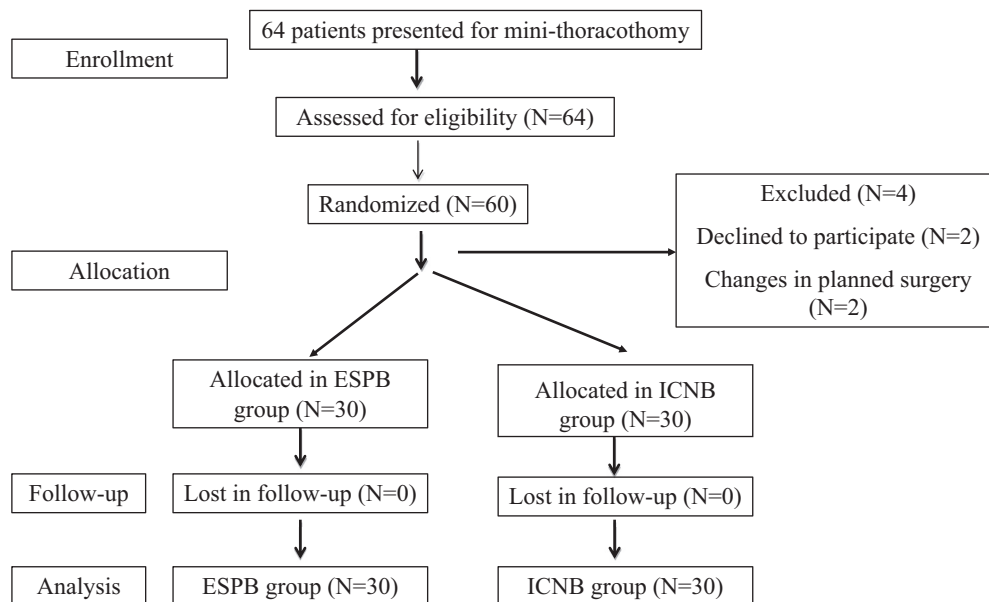 64 patients presented for mini-thoracothomy
Enrollment
Assessed for eligibility (N=64)
Randomized (N=60)
Excluded (N=4)
Declined to participate (N=2)
Changes in planned surgery
(N=2)
Allocation
Allocated in ESPB
group (N=30)
Allocated in ICNB
group (N=30)
Follow-up
Lost in follow-up (N=0)
Lost in follow-up (N=0)
Analysis
ESPB group (N=30)
ICNB group (N=30)